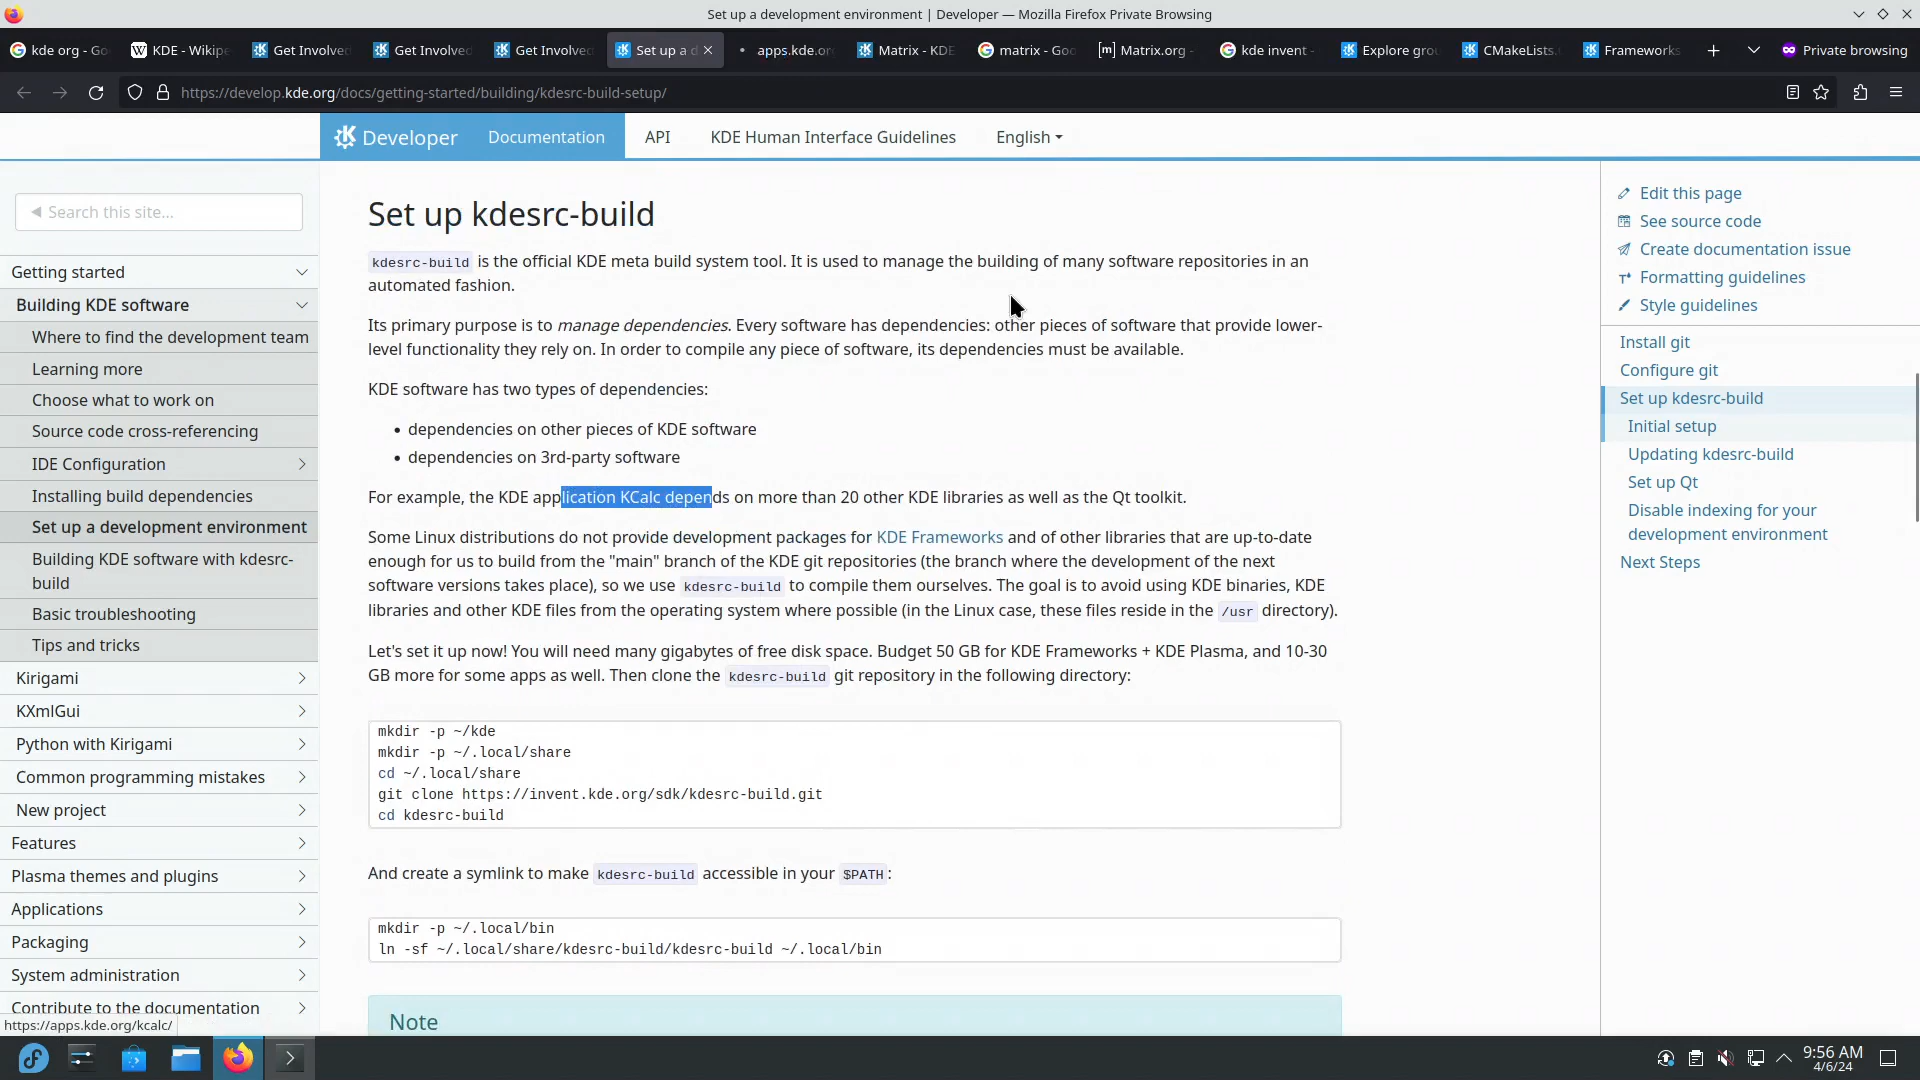 Set up a development environment | Developer — Mozilla Firefox Private Browsing
kde org - Go
KDE - Wikipe
Get Involved
Get Involved
Get Involved
Set up a d
apps.kde.or
Matrix - KDE
matrix - Goo
Matrix.org -
kde invent -
Explore grou
CMakeLists.
Frameworks
Private browsing
https://develop.kde.org/docs/getting-started/building/kdesrc-build-setup/
Developer
Documentation
API
KDE Human Interface Guidelines
English
Search this site...
Getting started
Building KDE software
Where to find the development team
Learning more
Choose what to work on
Source code cross-referencing
IDE Configuration
Installing build dependencies
Set up a development environment
Building KDE software with kdesrc-
build
Basic troubleshooting
Tips and tricks
Kirigami
KXmlGui
Python with Kirigami
Common programming mistakes
New project
Features
Plasma themes and plugins
Applications
Packaging
System administration
Contribute to the documentation
https://apps.kde.org/kcalc/
Set up kdesrc-build
kdesrc-build is the official KDE meta build system tool. It is used to manage the building of many software repositories in an
automated fashion.
Its primary purpose is to manage dependencies. Every software has dependencies: other pieces of software that provide lower-
level functionality they rely on. In order to compile any piece of software, its dependencies must be available.
KDE software has two types of dependencies:
• dependencies on other pieces of KDE software
• dependencies on 3rd-party software
For example, the KDE application KCalc depends on more than 20 other KDE libraries as well as the Qt toolkit.
Some Linux distributions do not provide development packages for KDE Frameworks and of other libraries that are up-to-date
enough for us to build from the "main" branch of the KDE git repositories (the branch where the development of the next
software versions takes place), so we use kdesrc-build to compile them ourselves. The goal is to avoid using KDE binaries, KDE
libraries and other KDE files from the operating system where possible (in the Linux case, these files reside in the /usr directory).
Let's set it up now! You will need many gigabytes of free disk space. Budget 50 GB for KDE Frameworks + KDE Plasma, and 10-30
GB more for some apps as well. Then clone the kdesrc-build git repository in the following directory:
mkdir -p ~/kde
mkdir -p ~/.local/share
cd ~/.local/share
git clone https://invent.kde.org/sdk/kdesrc-build.git
cd kdesrc-build
And create a symlink to make kdesrc-build accessible in your $PATH:
mkdir -p ~/.local/bin
ln -sf ~/.local/share/kdesrc-build/kdesrc-build ~/.local/bin
Note
Edit this page
See source code
Create documentation issue
Formatting guidelines
Style guidelines
Install git
Configure git
Set up kdesrc-build
Initial setup
Updating kdesrc-build
Set up Qt
Disable indexing for your
development environment
Next Steps
9:56 AM
4/6/24